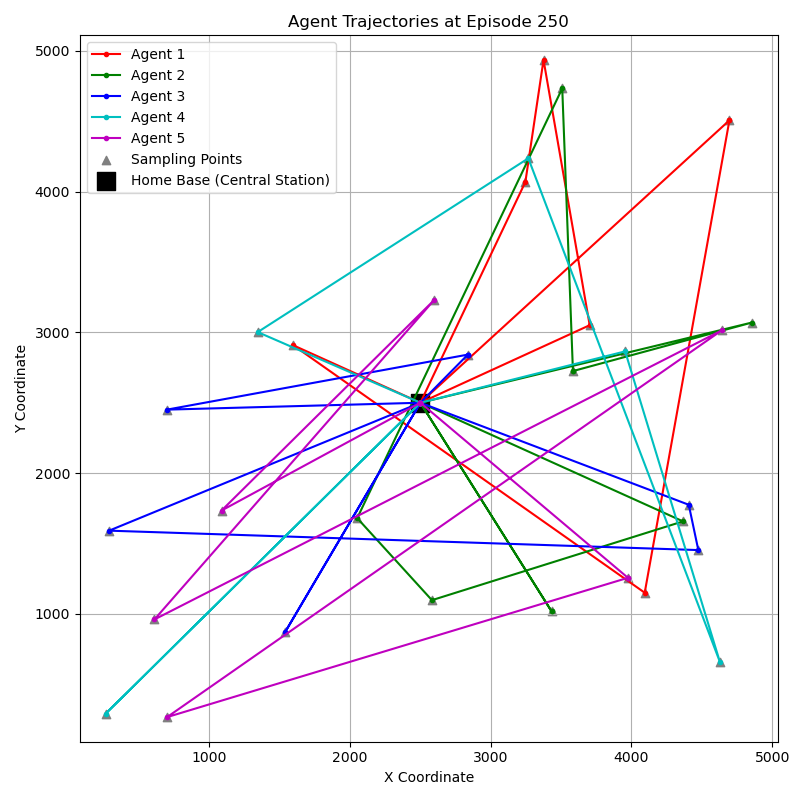 Agent Trajectories at Episode 250
Agent 1
Agent 2
Agent 3
Agent 4
Agent 5
Sampling Points
Home Base (Central Station)
5000
4000
3000
2000
1000
Y Coordinate
1000 2000 3000 4000 5000
X Coordinate